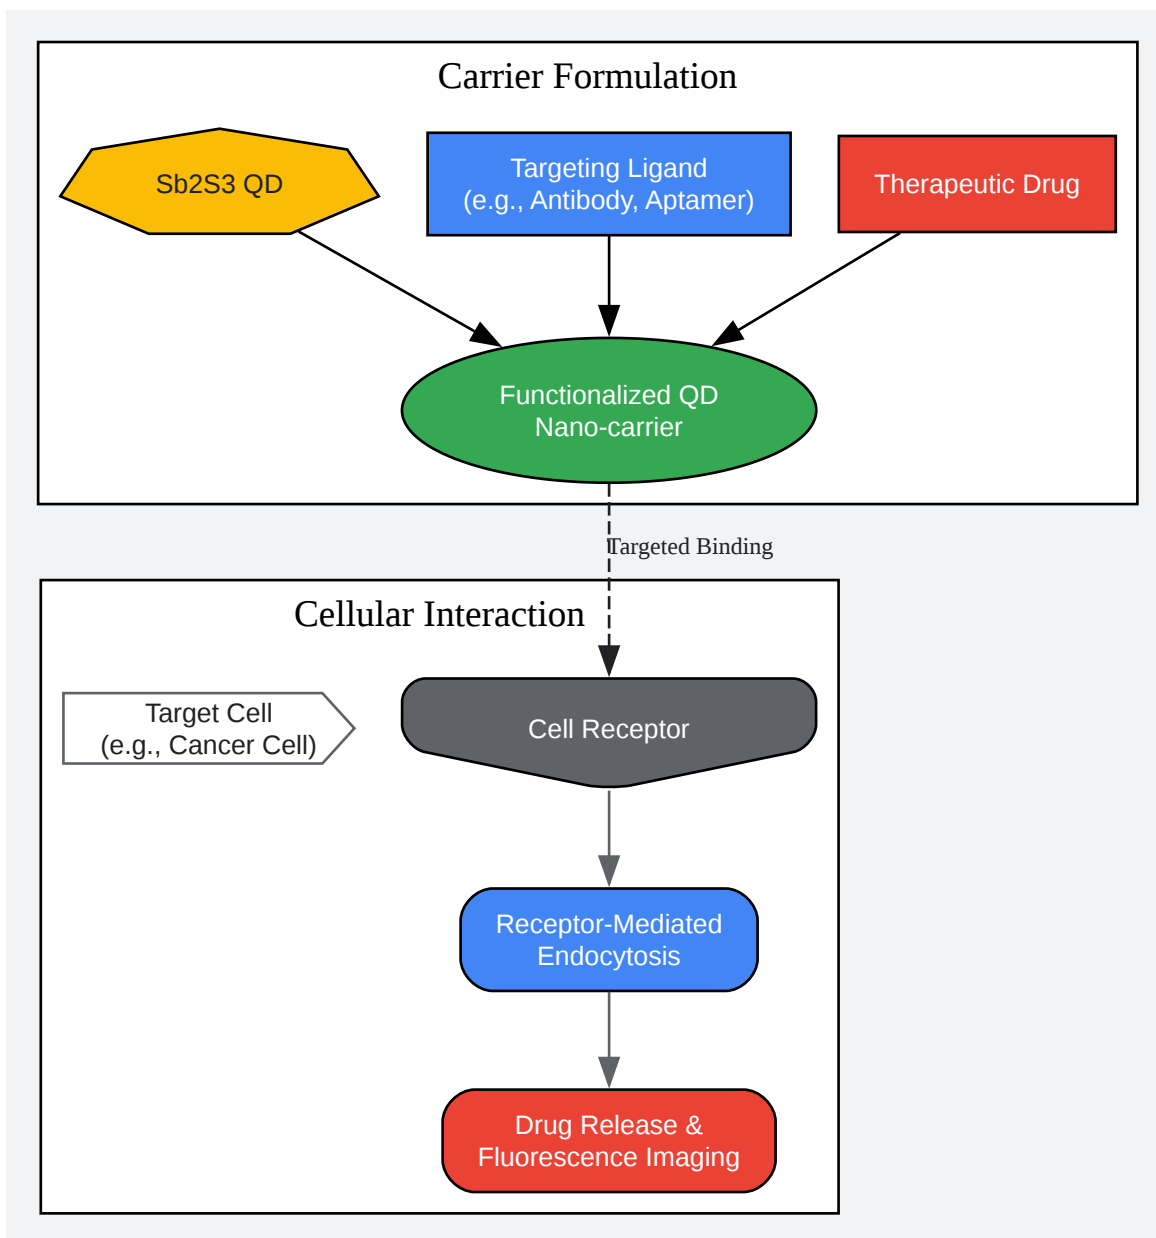 Carrier Formulation
Sb2S3 QD
Targeting Ligand
(e.g., Antibody, Aptamer)
Therapeutic Drug
Functionalized QD
Nano-carrier
Targeted Binding
Cellular Interaction
Target Cell
(e.g., Cancer Cell)
Cell Receptor
Receptor-Mediated
Endocytosis
Drug Release &
Fluorescence Imaging